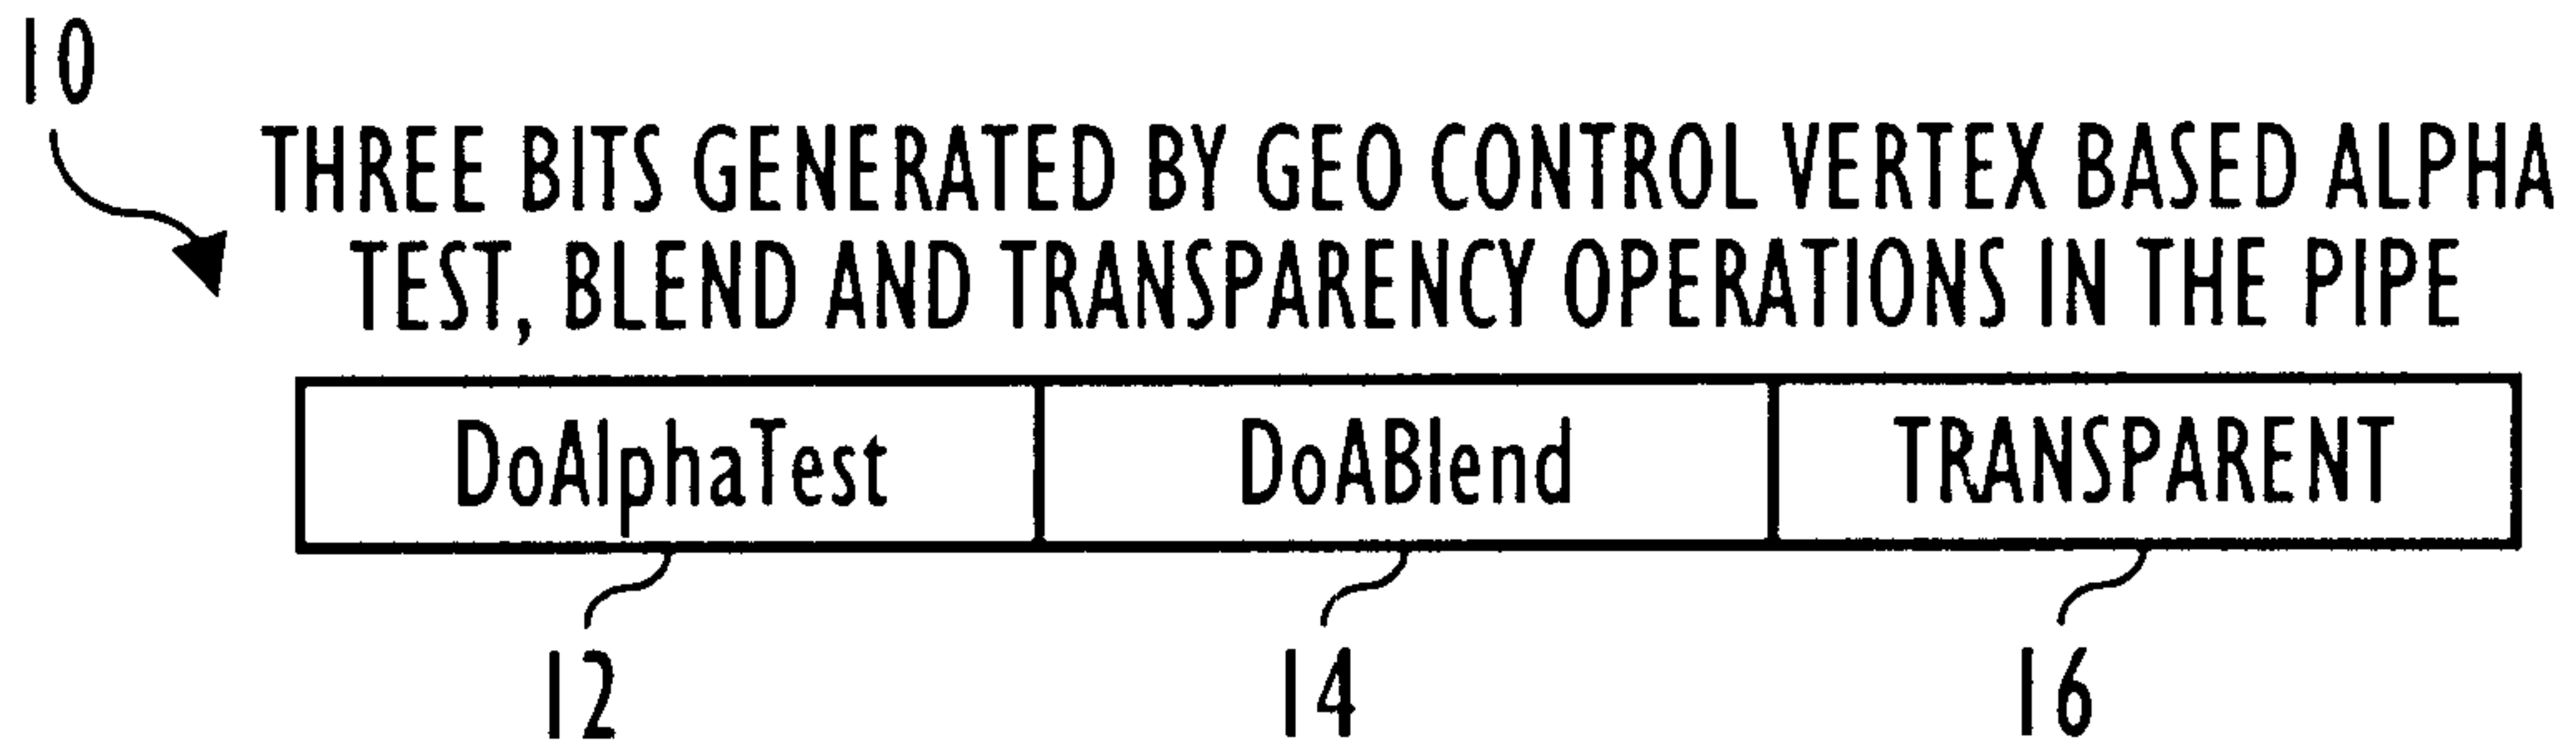 10
THREE BITS GENERATED BY GEO CONTROL VERTEX BASED ALPHA
TEST, BLEND AND TRANSPARENCY OPERATIONS IN THE PIPE
DoAlphaTest DoABlend TRANSPARENT
12 14 16